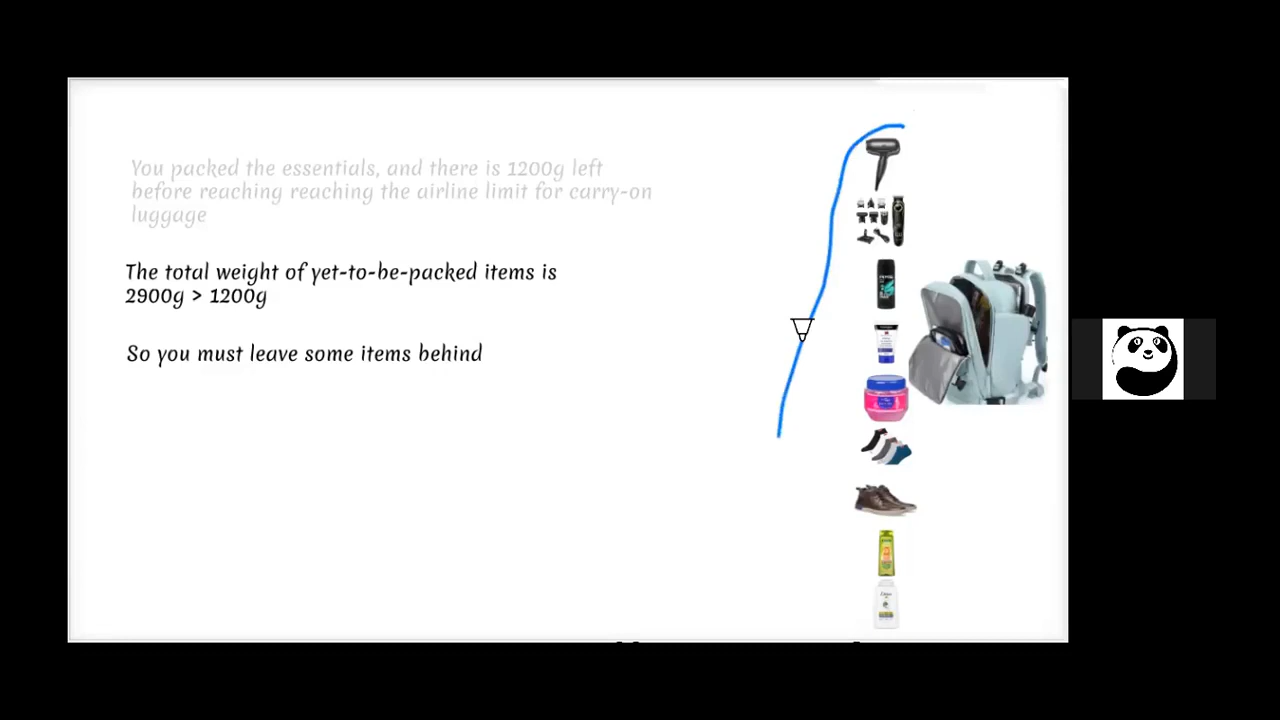 You packed the essentials, and there is 1200g left
before reaching reaching the airline limit for carry-on
luggage
The total weight of yet-to-be-packed items is
2900g > 1200g
So you must leave some items behind